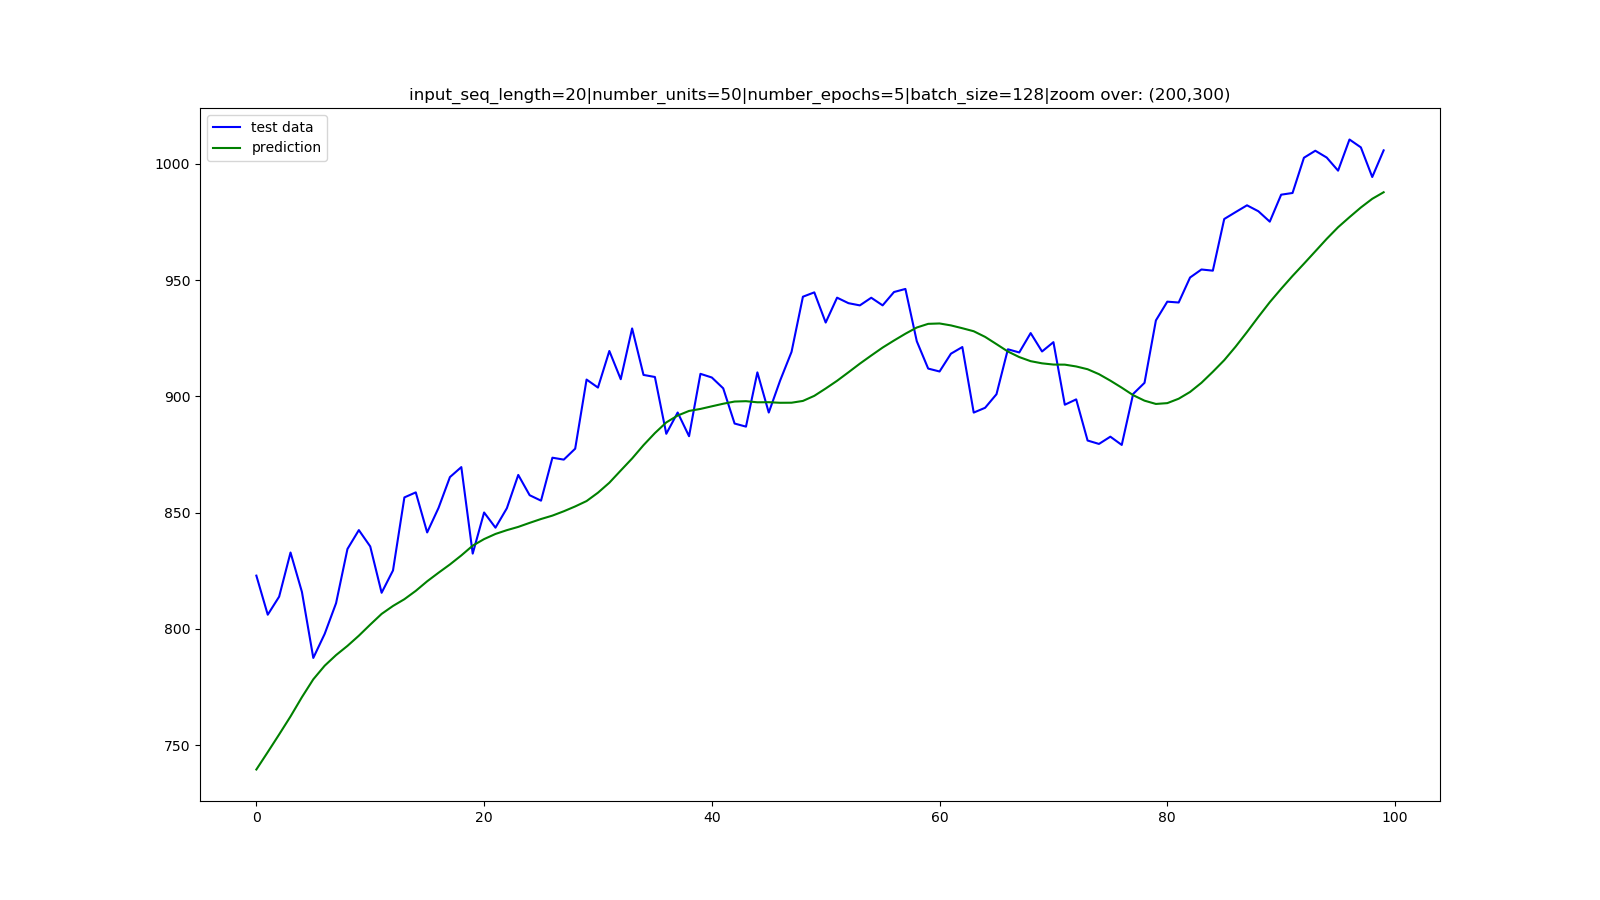 input_seq_length=20|number_units=50|number_epochs=5|batch_size=128|zoom over: (200,300)
test data
prediction
1000
950
900
850
800
750
0 20 40 60 80 100